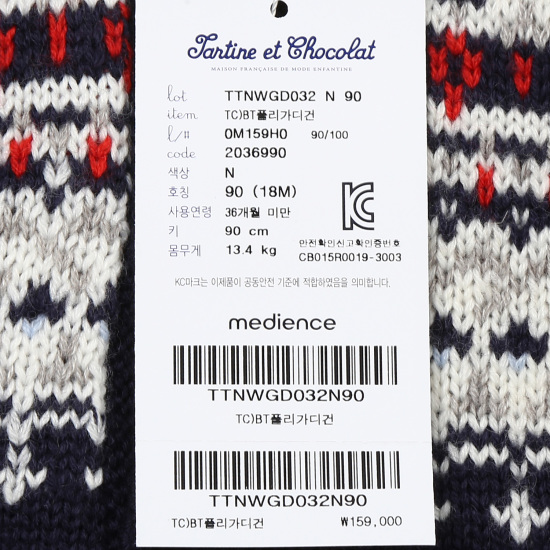 Tartine et Chocolat
MAISON FRANÇAISE DE MODE ENFANTINE
lot TTNWGD032 N 90
item TC)BT플리가디건
l/# 0M159H0 90/100
code 2036990
색상 N
호칭 90 (18M)
사용연령 36개월 미만
키 90 cm
몸무게 13.4 kg
안전확인신고확인증번호
CB015R0019-3003
KC마크는 이제품이 공통안전 기준에 적합하였음을 의미합니다.
medience
TTNWGD032N90
TC)BT플리가디건
TTNWGD032N90
TC)BT플리가디건 ₩159,000